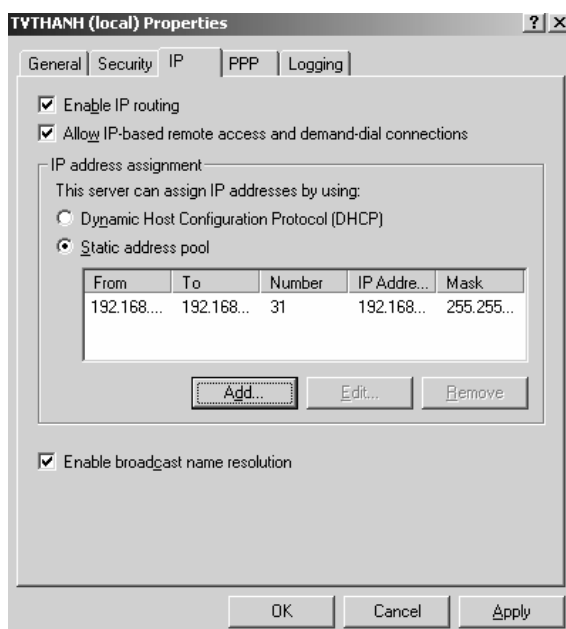 TVTHANH (local) Properties ? ×
General Security IP PPP Logging
Enable IP routing
Allow IP-based remote access and demand-dial connections
IP address assignment
This server can assign IP addresses by using:
Dynamic Host Configuration Protocol (DHCP)
Static address pool
From To Number IP Addre... Mask
192.168.... 192.168... 31 192.168... 255.255...
Add... Edit... Remove
Enable broadcast name resolution
OK Cancel Apply